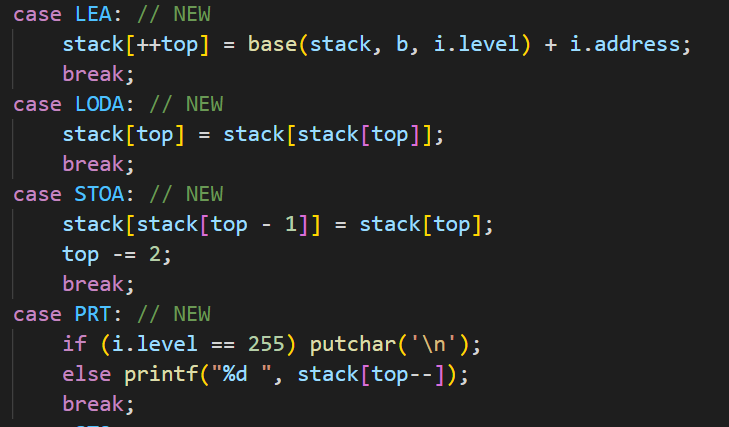 case LEA: // NEW
    stack[++top] = base(stack, b, i.level) + i.address;
    break;
case LODA: // NEW
    stack[top] = stack[stack[top]];
    break;
case STOA: // NEW
    stack[stack[top - 1]] = stack[top];
    top -= 2;
    break;
case PRT: // NEW
    if (i.level == 255) putchar('\n');
    else printf("%d ", stack[top--]);
    break;